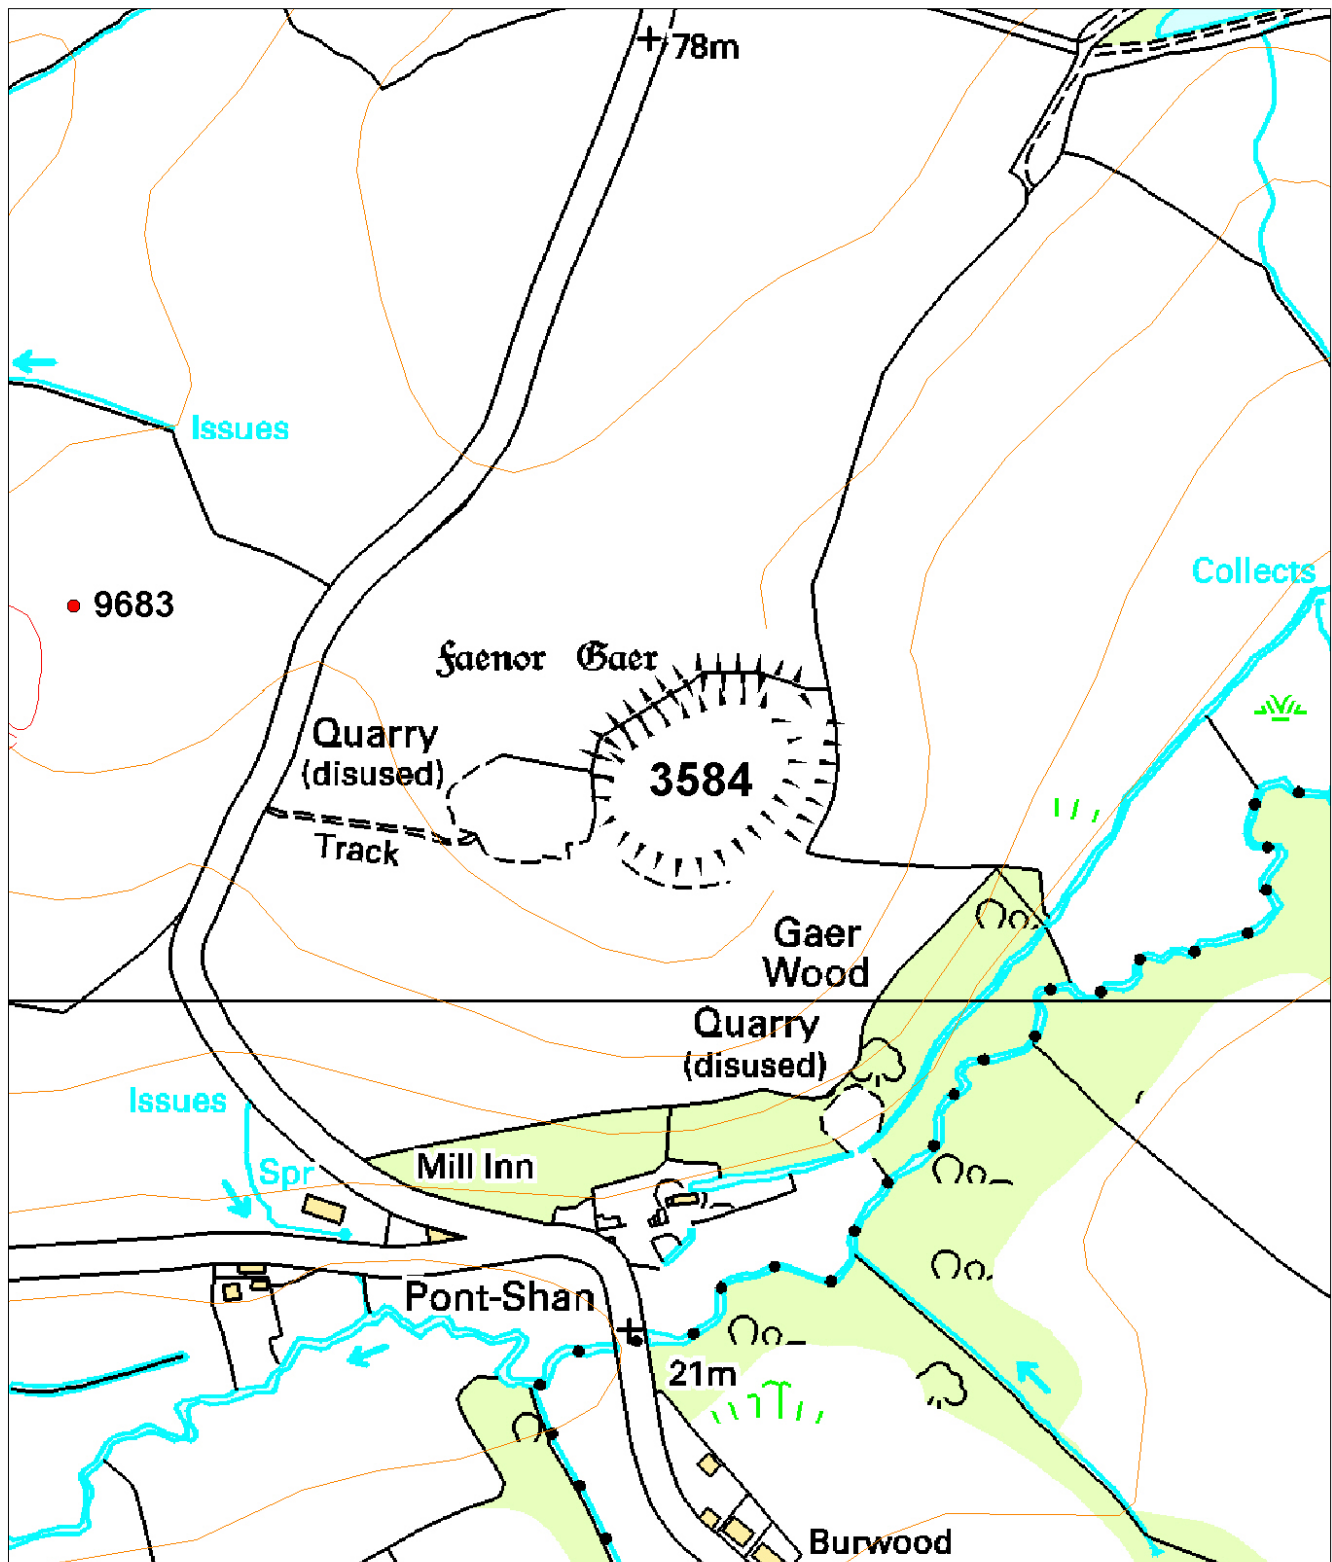 78m
Issues
Collects
9683
Faenor Gaer
Quarry
(disused)
3584
Track
Gaer
Wood
Quarry
(disused)
Issues
Mill Inn
Spr
Pont-Shan
21m
Burwood